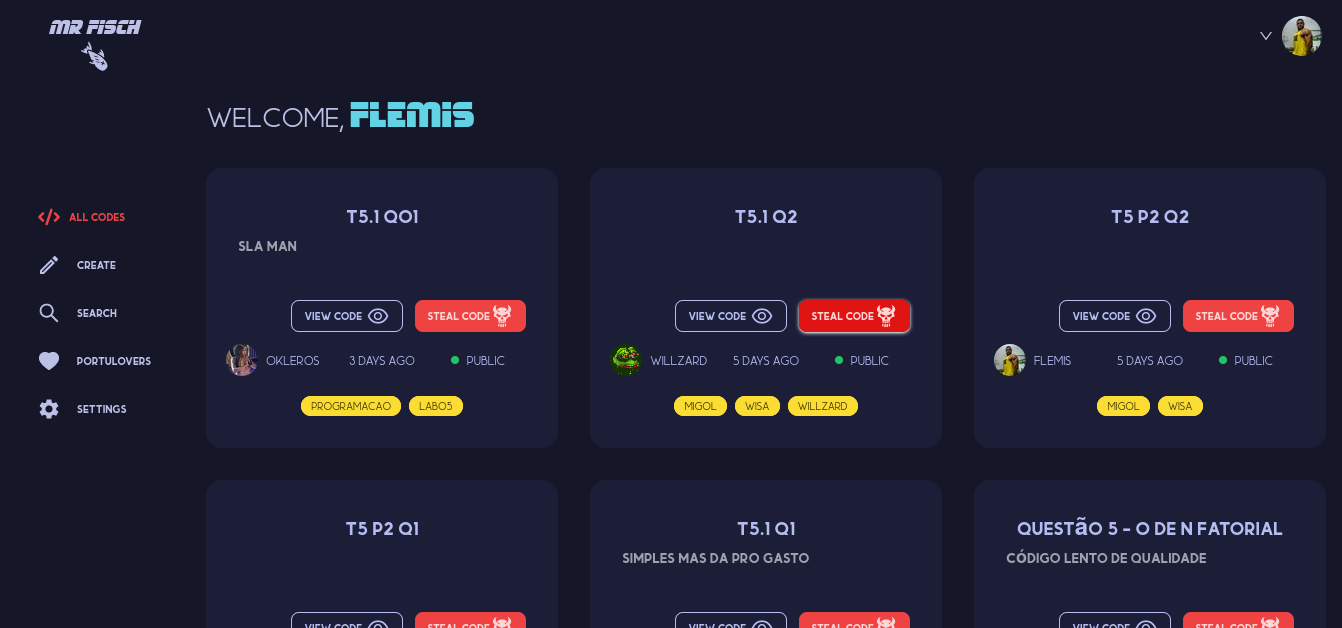 MR FISCH
WELCOME, FLEMIS
ALL CODES
CREATE
SEARCH
PORTULOVERS
SETTINGS
T5.1 QO1
SLA MAN
VIEW CODE STEAL CODE
OKLEROS 3 DAYS AGO PUBLIC
PROGRAMACAO LABO5
T5.1 Q2
VIEW CODE STEAL CODE
WILLZARD 5 DAYS AGO PUBLIC
MIGOL WISA WILLZARD
T5 P2 Q2
VIEW CODE STEAL CODE
FLEMIS 5 DAYS AGO PUBLIC
MIGOL WISA
T5 P2 Q1
VIEW CODE STEAL CODE
T5.1 Q1
SIMPLES MAS DA PRO GASTO
VIEW CODE STEAL CODE
QUESTãO 5 - O DE N FATORIAL
CÓDIGO LENTO DE QUALIDADE
VIEW CODE STEAL CODE